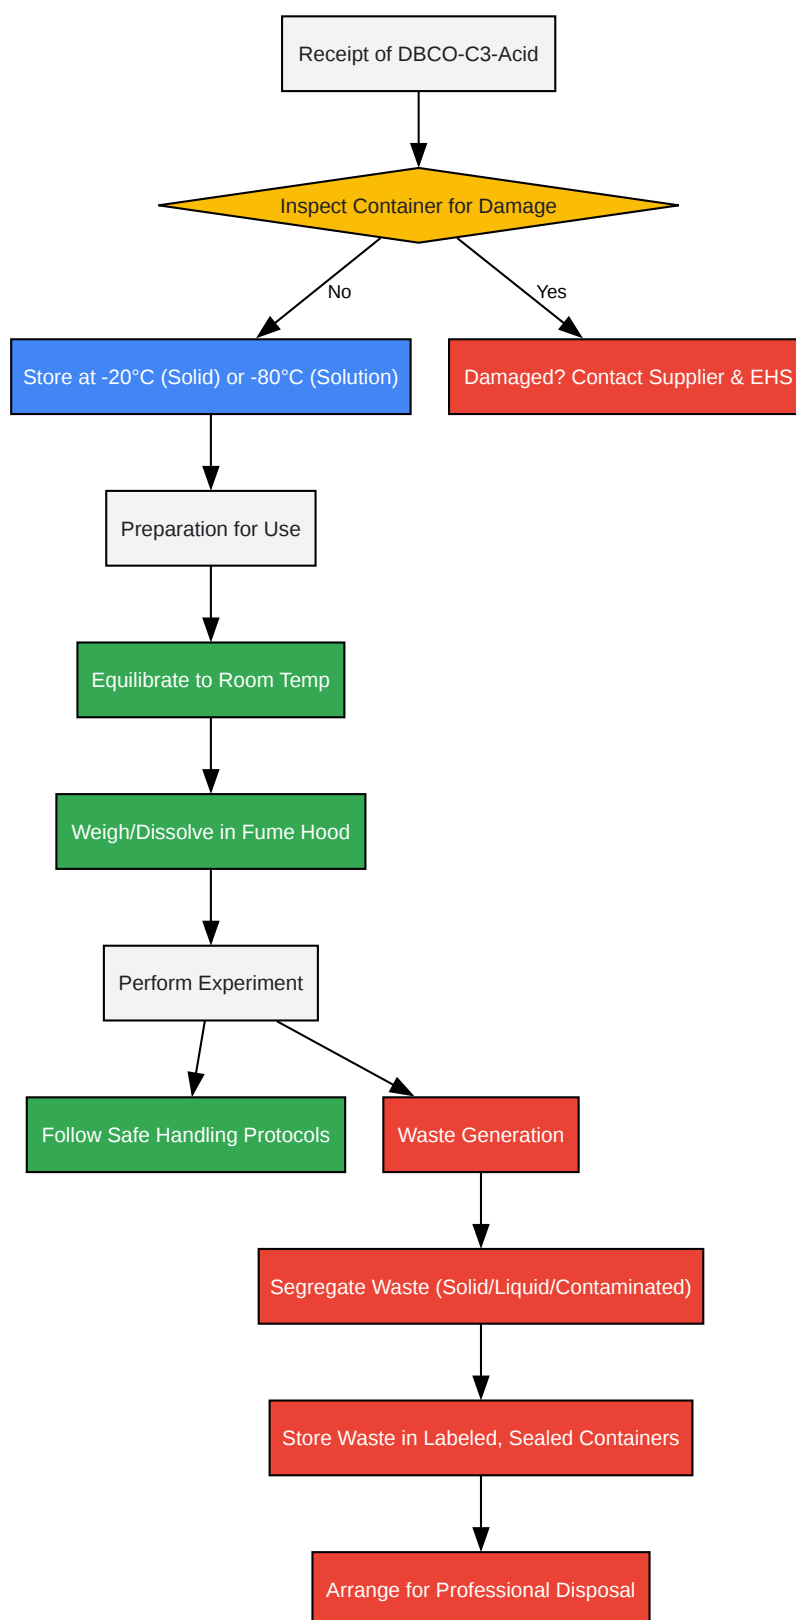 Receipt of DBCO-C3-Acid
Inspect Container for Damage
No
Yes
Store at -20°C (Solid) or -80°C (Solution)
Damaged? Contact Supplier & EHS
Preparation for Use
Equilibrate to Room Temp
Weigh/Dissolve in Fume Hood
Perform Experiment
Follow Safe Handling Protocols
Waste Generation
Segregate Waste (Solid/Liquid/Contaminated)
Store Waste in Labeled, Sealed Containers
Arrange for Professional Disposal